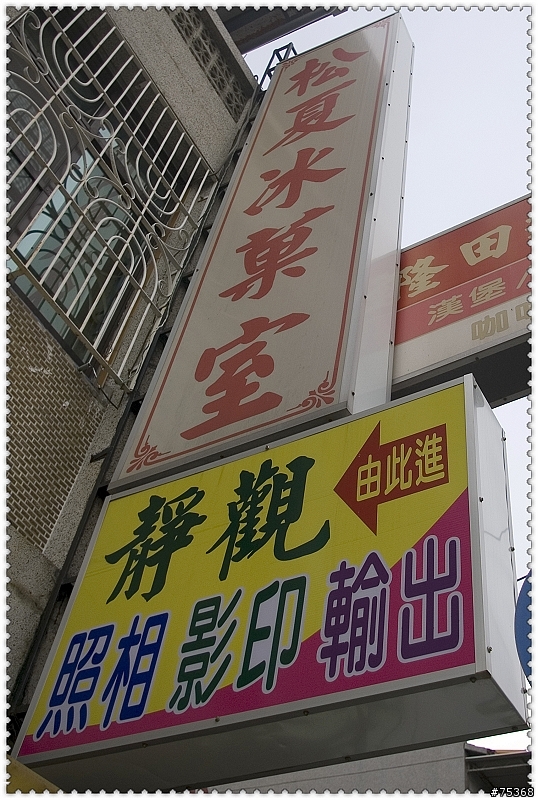 松夏冰菓室
隆田
漢堡
咖啡
靜觀
由此進
照相 影印 輸出
#75368